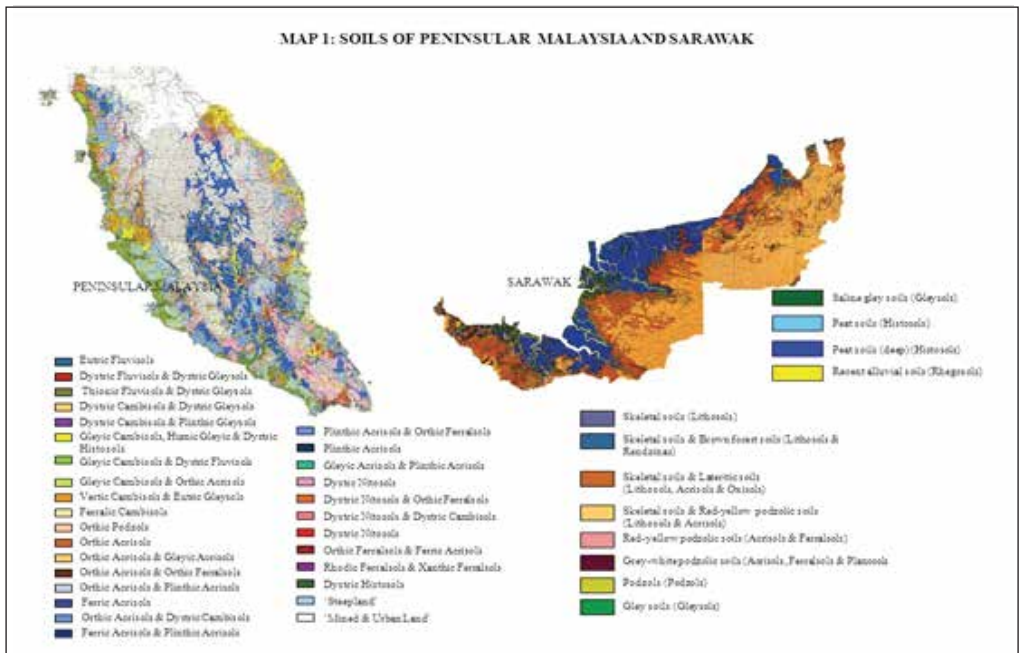 MAP 1: SOILS OF PENINSULAR MALAYSIA AND SARAWAK
PENINSULAR MALAYSIA
SARAWAK
Eutric Fluvisols
Dystric Fluvisols & Dystric Gleysols
Thionic Fluvisols & Dystric Gleysols
Dystric Cambisols & Dystric Gleysols
Dystric Cambisols & Plinthic Gleysols
Gleyic Cambisols, Humic Gleyic & Dystric
Histosols
Gleyic Cambisols & Dystric Fluvisols
Gleyic Cambisols & Orthic Acrisols
Vertic Cambisols & Eutric Gleysols
Ferralic Cambisols
Orthic Podzols
Orthic Acrisols
Orthic Acrisols & Gleyic Acrisols
Orthic Acrisols & Orthic Ferralsols
Orthic Acrisols & Plinthic Acrisols
Ferric Acrisols
Orthic Acrisols & Dystric Cambisols
Ferric Acrisols & Plinthic Acrisols
Plinthic Acrisols & Orthic Ferralsols
Plinthic Acrisols
Gleyic Acrisols & Plinthic Acrisols
Dystric Nitosols
Dystric Nitosols & Orthic Ferralsols
Dystric Nitosols & Dystric Cambisols
Dystric Nitosols
Orthic Ferralsols & Ferric Acrisols
Rhodic Ferralsols & Xanthic Ferralsols
Dystric Histosols
'Steepland'
'Mined & Urban Land'
Saline gley soils (Gleysols)
Peat soils (Histosols)
Peat soils (deep) (Histosols)
Recent alluvial soils (Rhegosols)
Skeletal soils (Lithosols)
Skeletal soils & Brown forest soils (Lithosols &
Rendzinas)
Skeletal soils & Lateritic soils
(Lithosols, Acrisols & Oxisols)
Skeletal soils & Red-yellow podzolic soils
(Lithosols & Acrisols)
Red-yellow podzolic soils (Acrisols & Ferralsols)
Grey-white podzolic soils (Acrisols, Ferralsols & Planosols
Podzols (Podzols)
Gley soils (Gleysols)